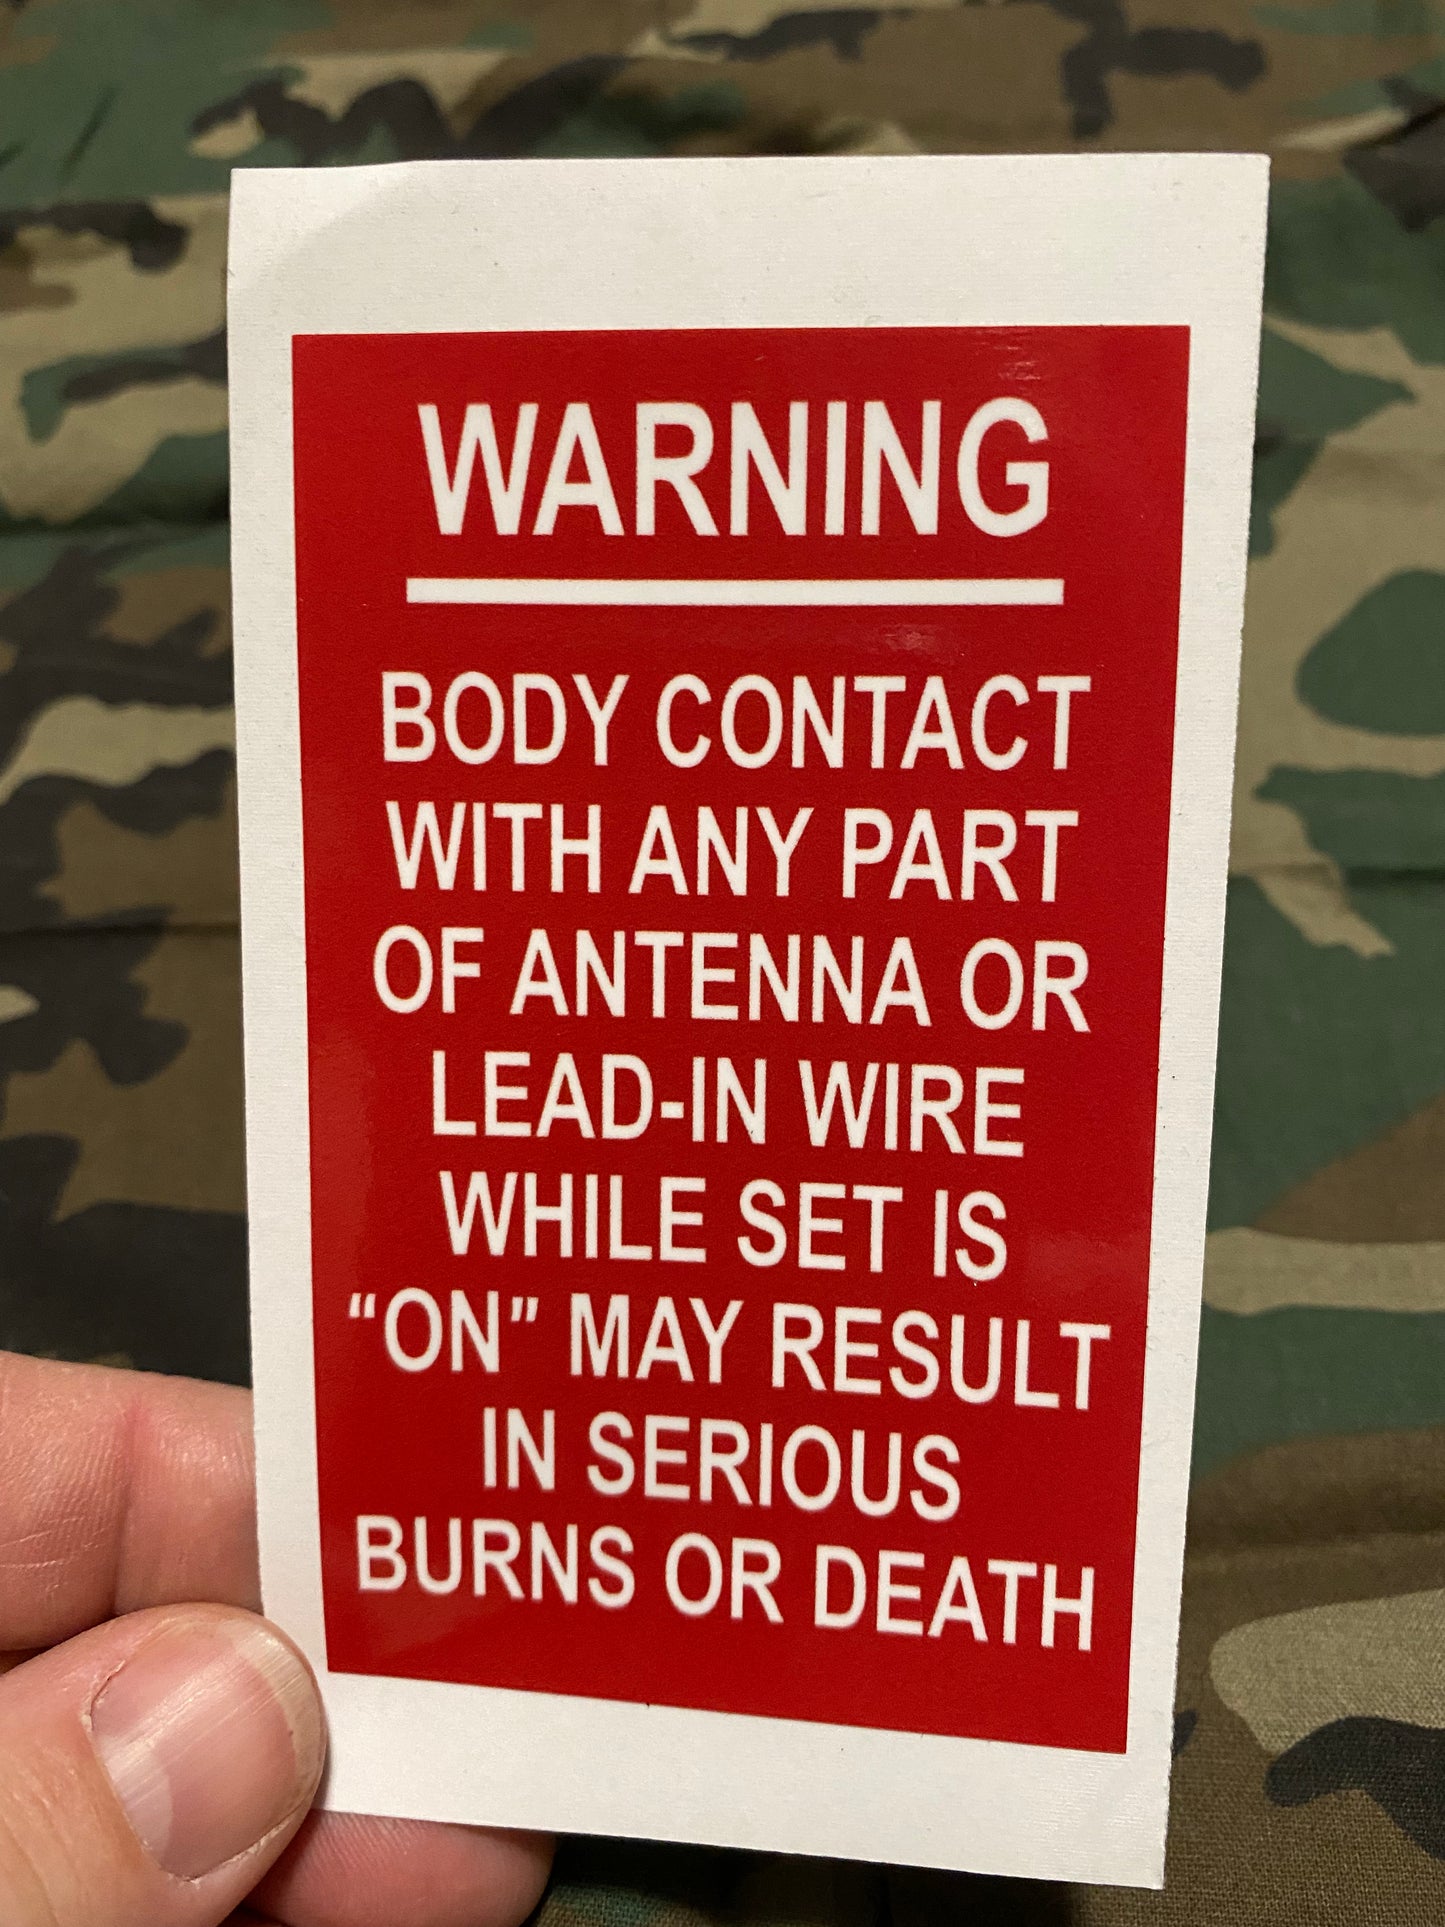 WARNING
BODY CONTACT
WITH ANY PART
OF ANTENNA OR
LEAD-IN WIRE
WHILE SET IS
“ON” MAY RESULT
IN SERIOUS
BURNS OR DEATH